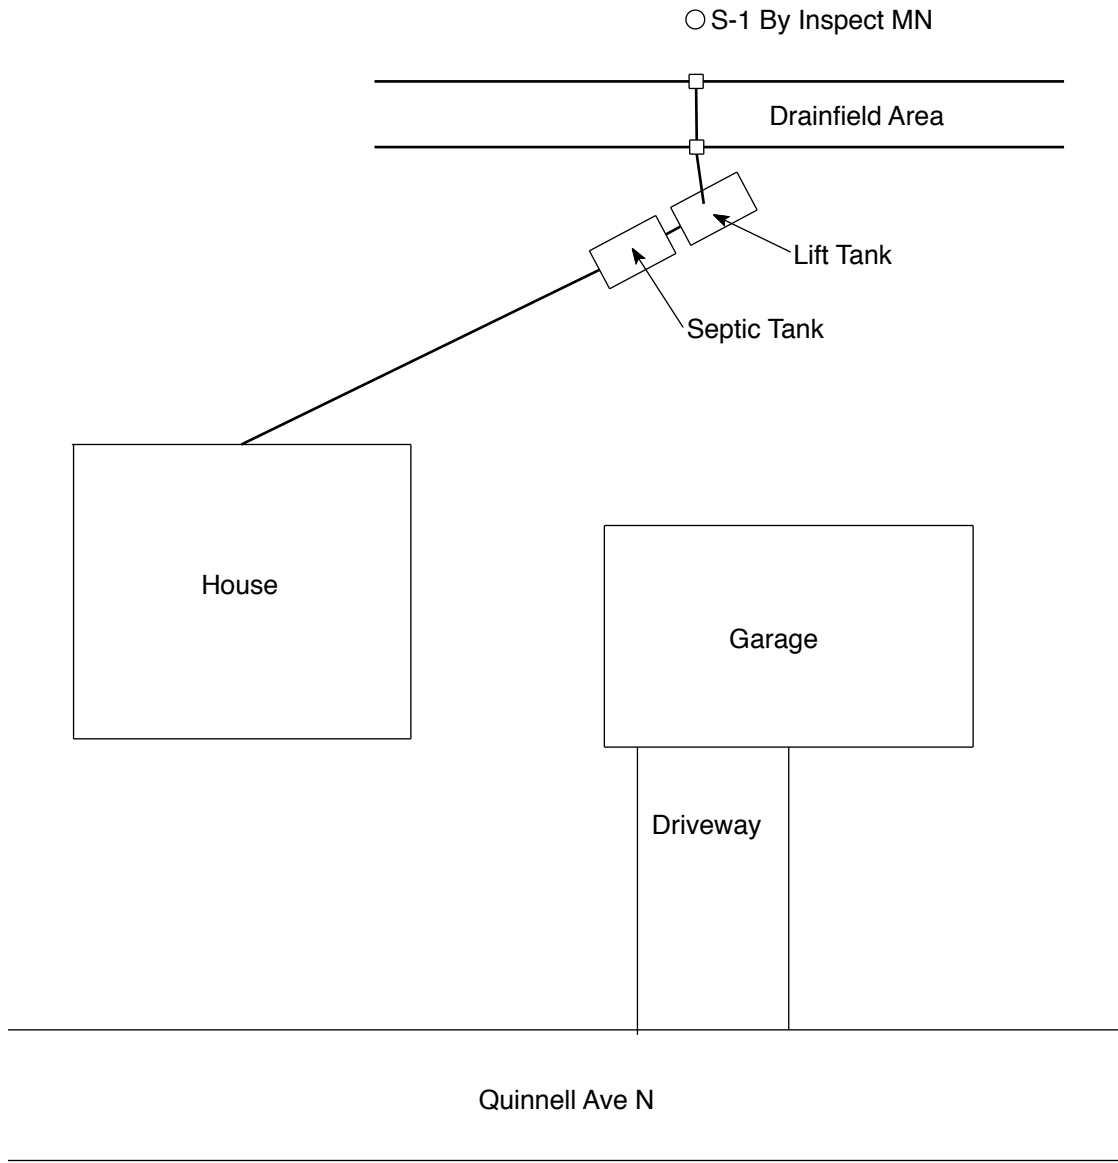 S-1 By Inspect MN
Drainfield Area
Lift Tank
Septic Tank
House
Garage
Driveway
Quinnell Ave N